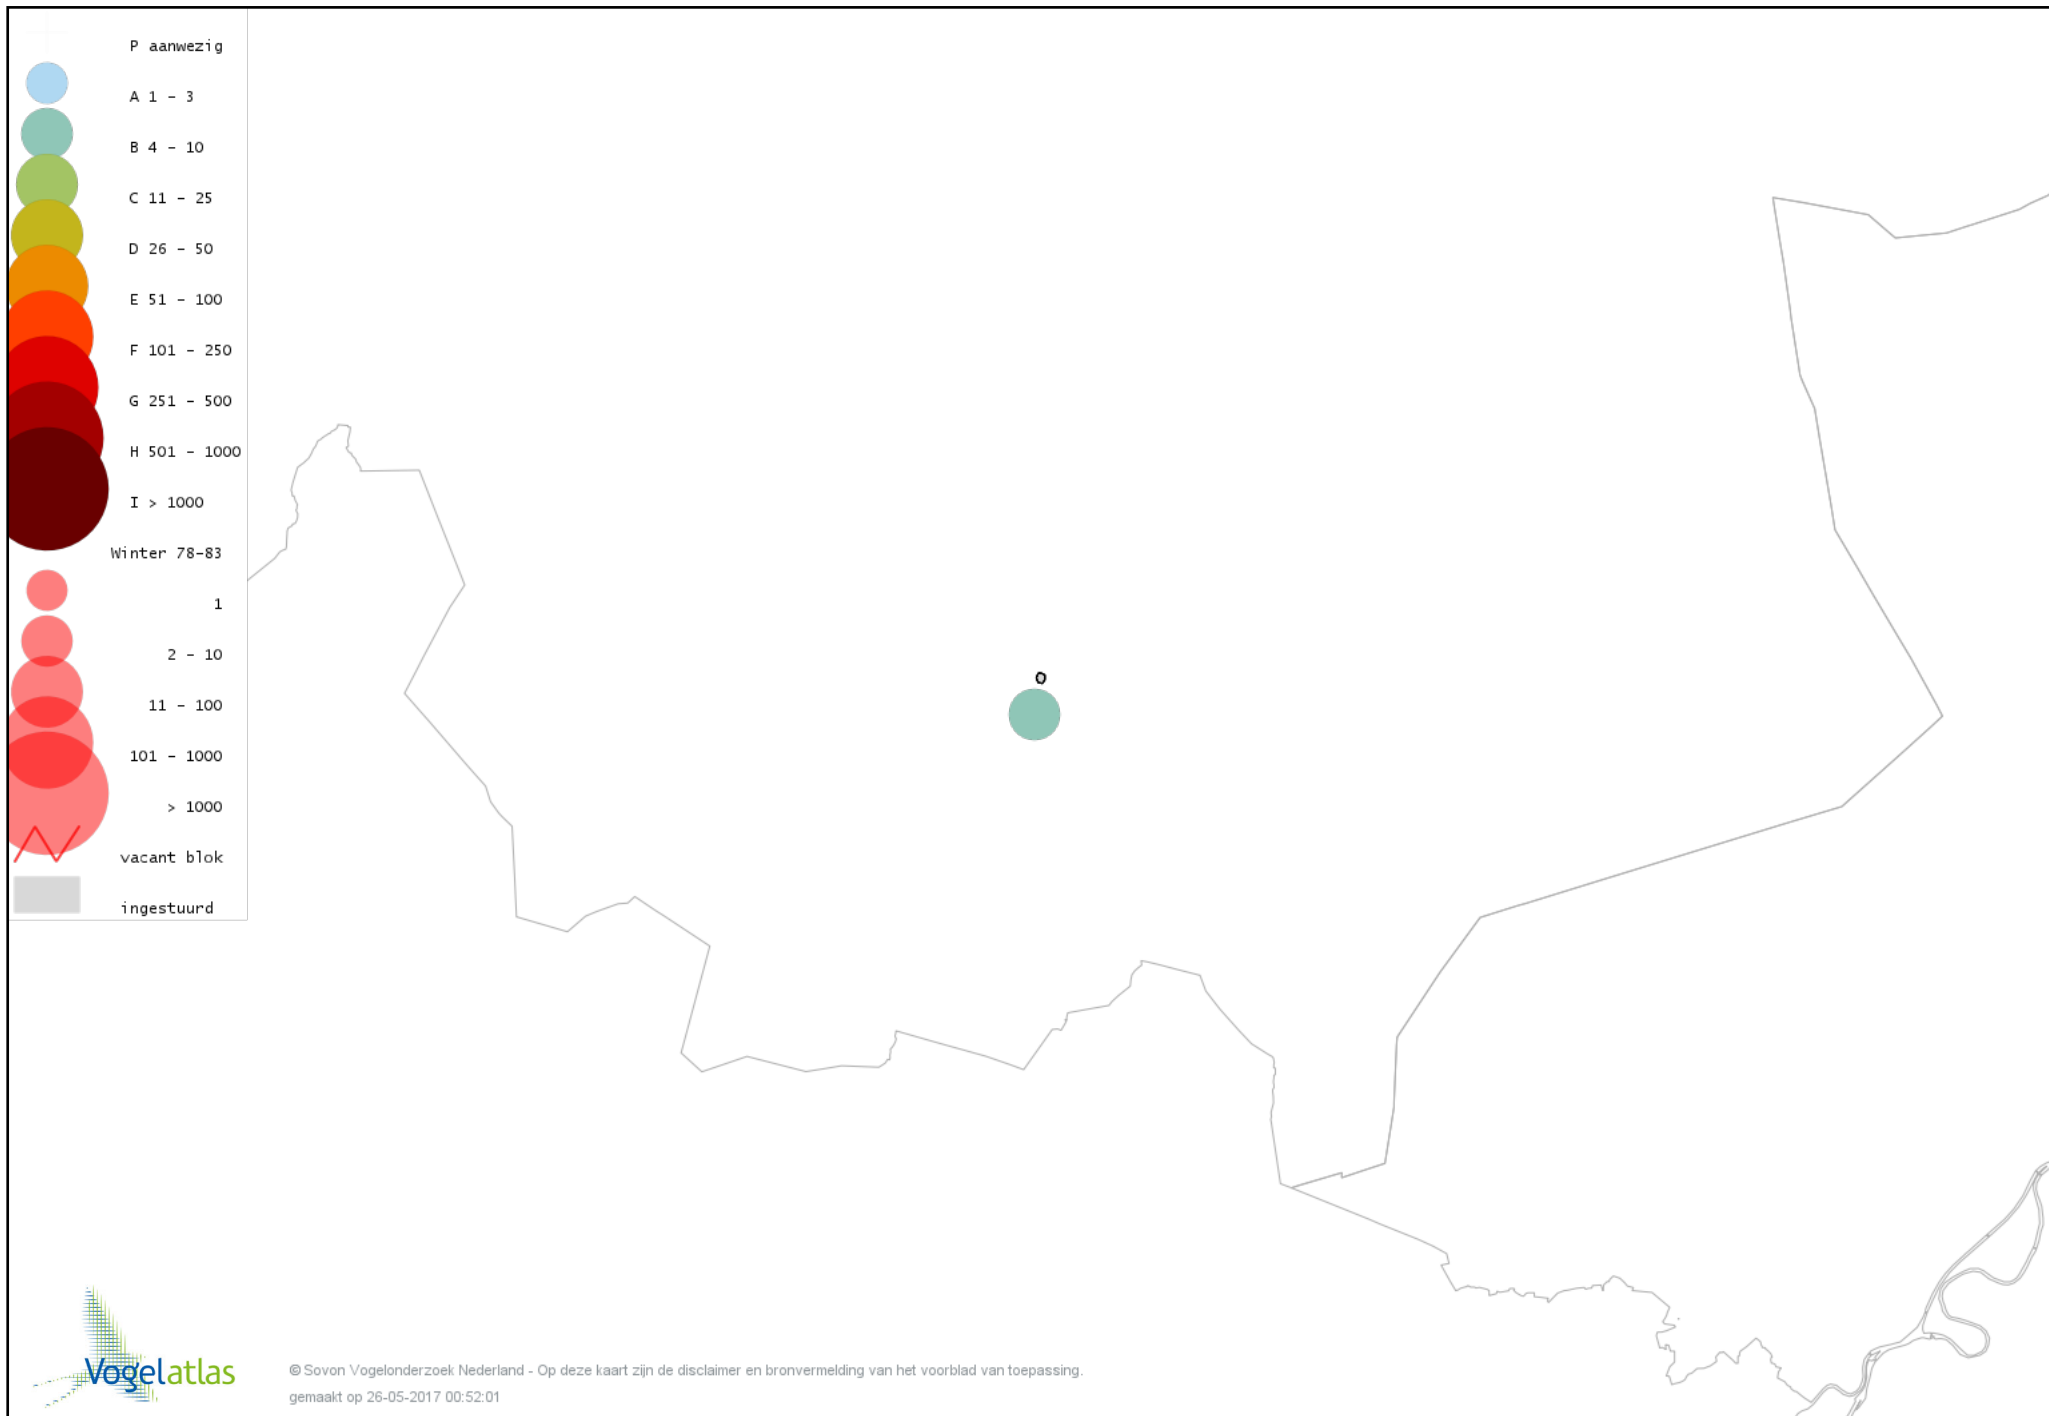 P aanwezig
A 1 - 3
B 4 - 10
C 11 - 25
D 26 - 50
E 51 - 100
F 101 - 250
G 251 - 500
H 501 - 1000
I > 1000
Winter 78-83
1
2 - 10
11 - 100
101 - 1000
> 1000
vacant blok
ingestuurd
0
Vogelatlas
© Sovon Vogelonderzoek Nederland - Op deze kaart zijn de disclaimer en bronvermelding van het voorblad van toepassing.
gemaakt op 26-05-2017 00:52:01